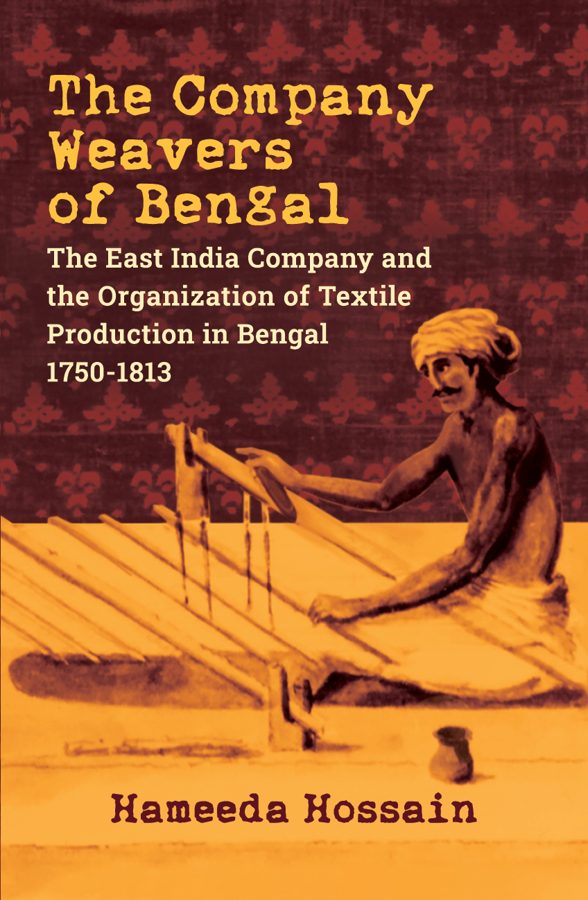 The Company
Weavers
of Bengal
The East India Company and
the Organization of Textile
Production in Bengal
1750-1813
Hameeda Hossain